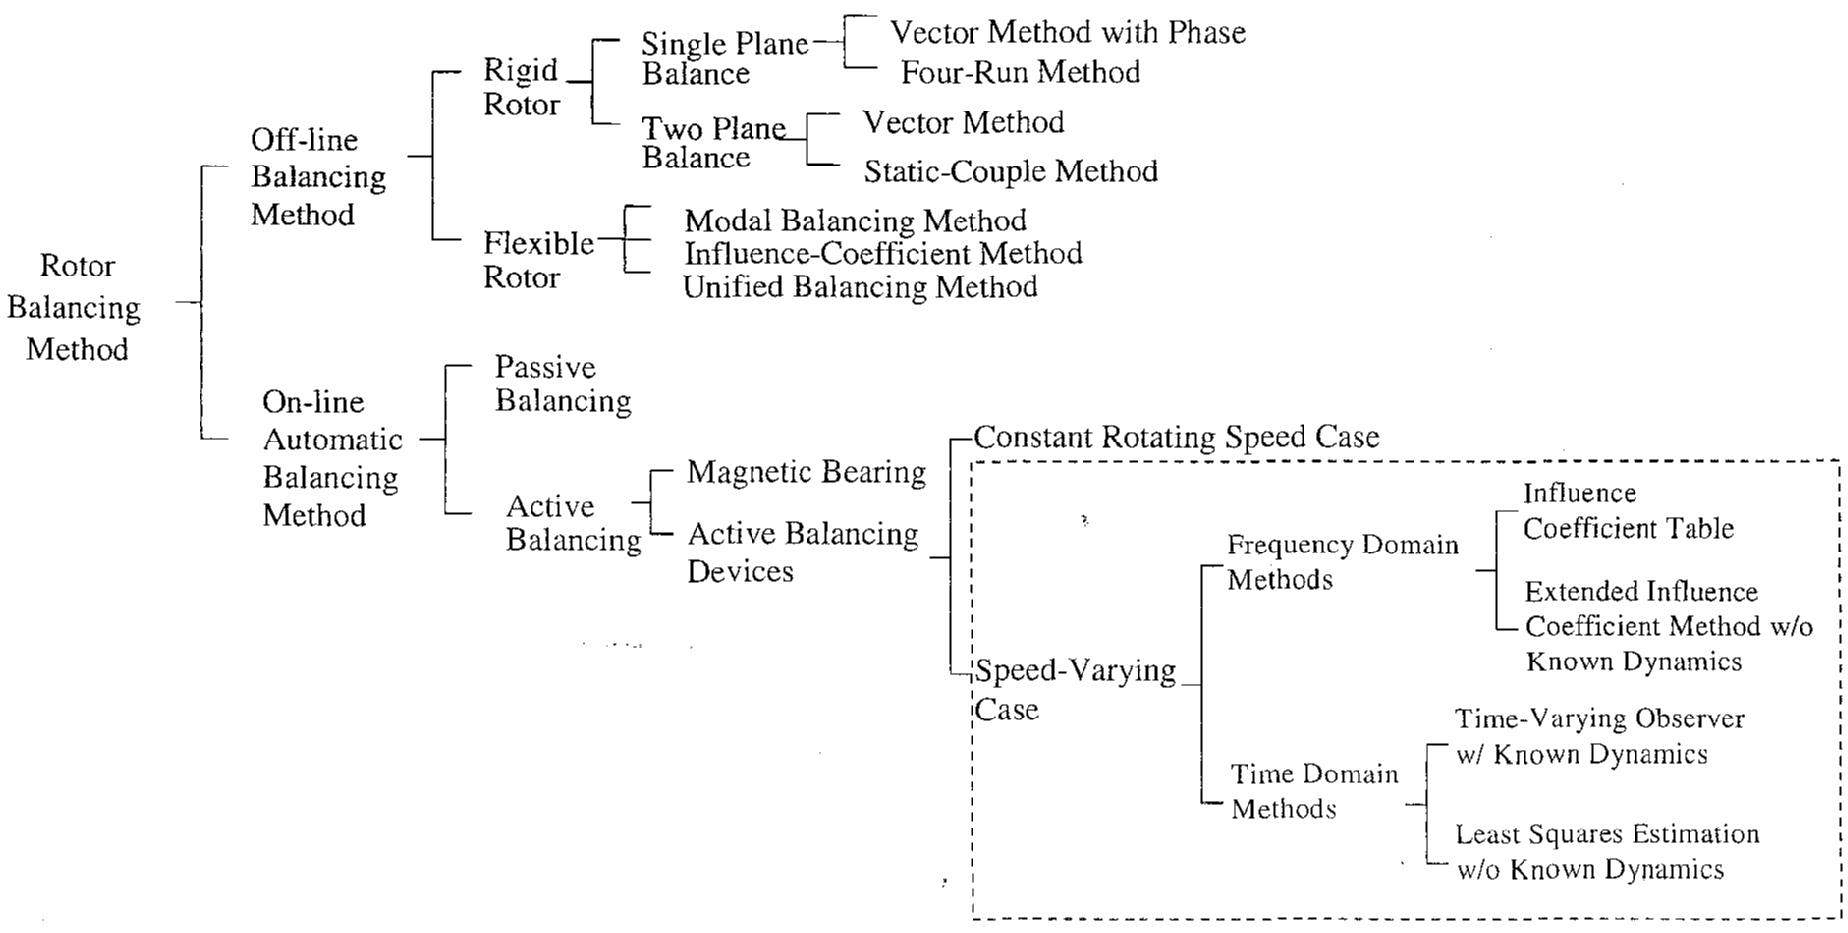 Rotor
Balancing
Method
Off-line
Balancing
Method
Rigid
Rotor
Single Plane
Balance
Vector Method with Phase
Four-Run Method
Two Plane
Balance
Vector Method
Static-Couple Method
Flexible
Rotor
Modal Balancing Method
Influence-Coefficient Method
Unified Balancing Method
On-line
Automatic
Balancing
Method
Passive
Balancing
Active
Balancing
Magnetic Bearing
Active Balancing
Devices
Constant Rotating Speed Case
Speed-Varying
Case
Frequency Domain
Methods
Influence
Coefficient Table
Extended Influence
Coefficient Method w/o
Known Dynamics
Time Domain
Methods
Time-Varying Observer
w/ Known Dynamics
Least Squares Estimation
w/o Known Dynamics